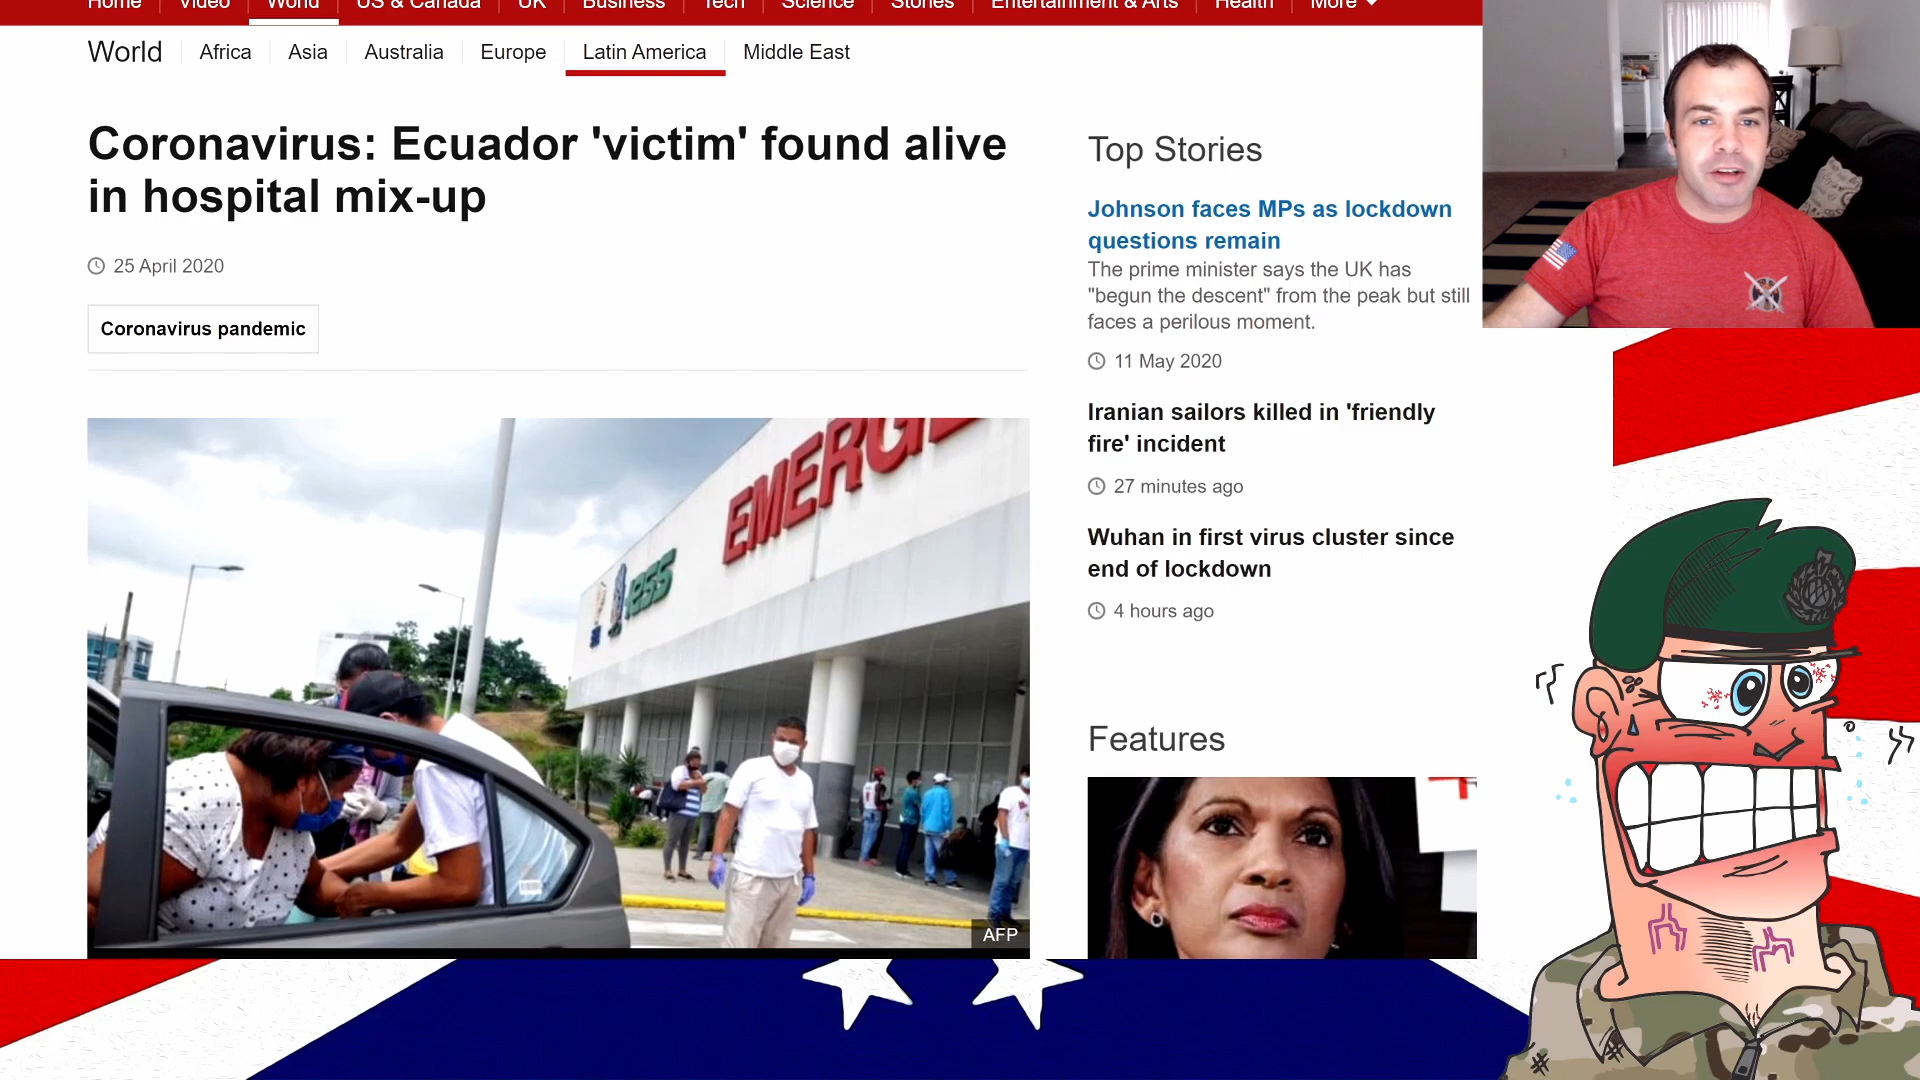 Home Video World US & Canada UK Business Tech Science Stories Entertainment & Arts Health More
World Africa Asia Australia Europe Latin America Middle East
Coronavirus: Ecuador 'victim' found alive
in hospital mix-up
25 April 2020
Coronavirus pandemic
EMERGE
iess
AFP
Top Stories
Johnson faces MPs as lockdown
questions remain
The prime minister says the UK has
"begun the descent" from the peak but still
faces a perilous moment.
11 May 2020
Iranian sailors killed in 'friendly
fire' incident
27 minutes ago
Wuhan in first virus cluster since
end of lockdown
4 hours ago
Features